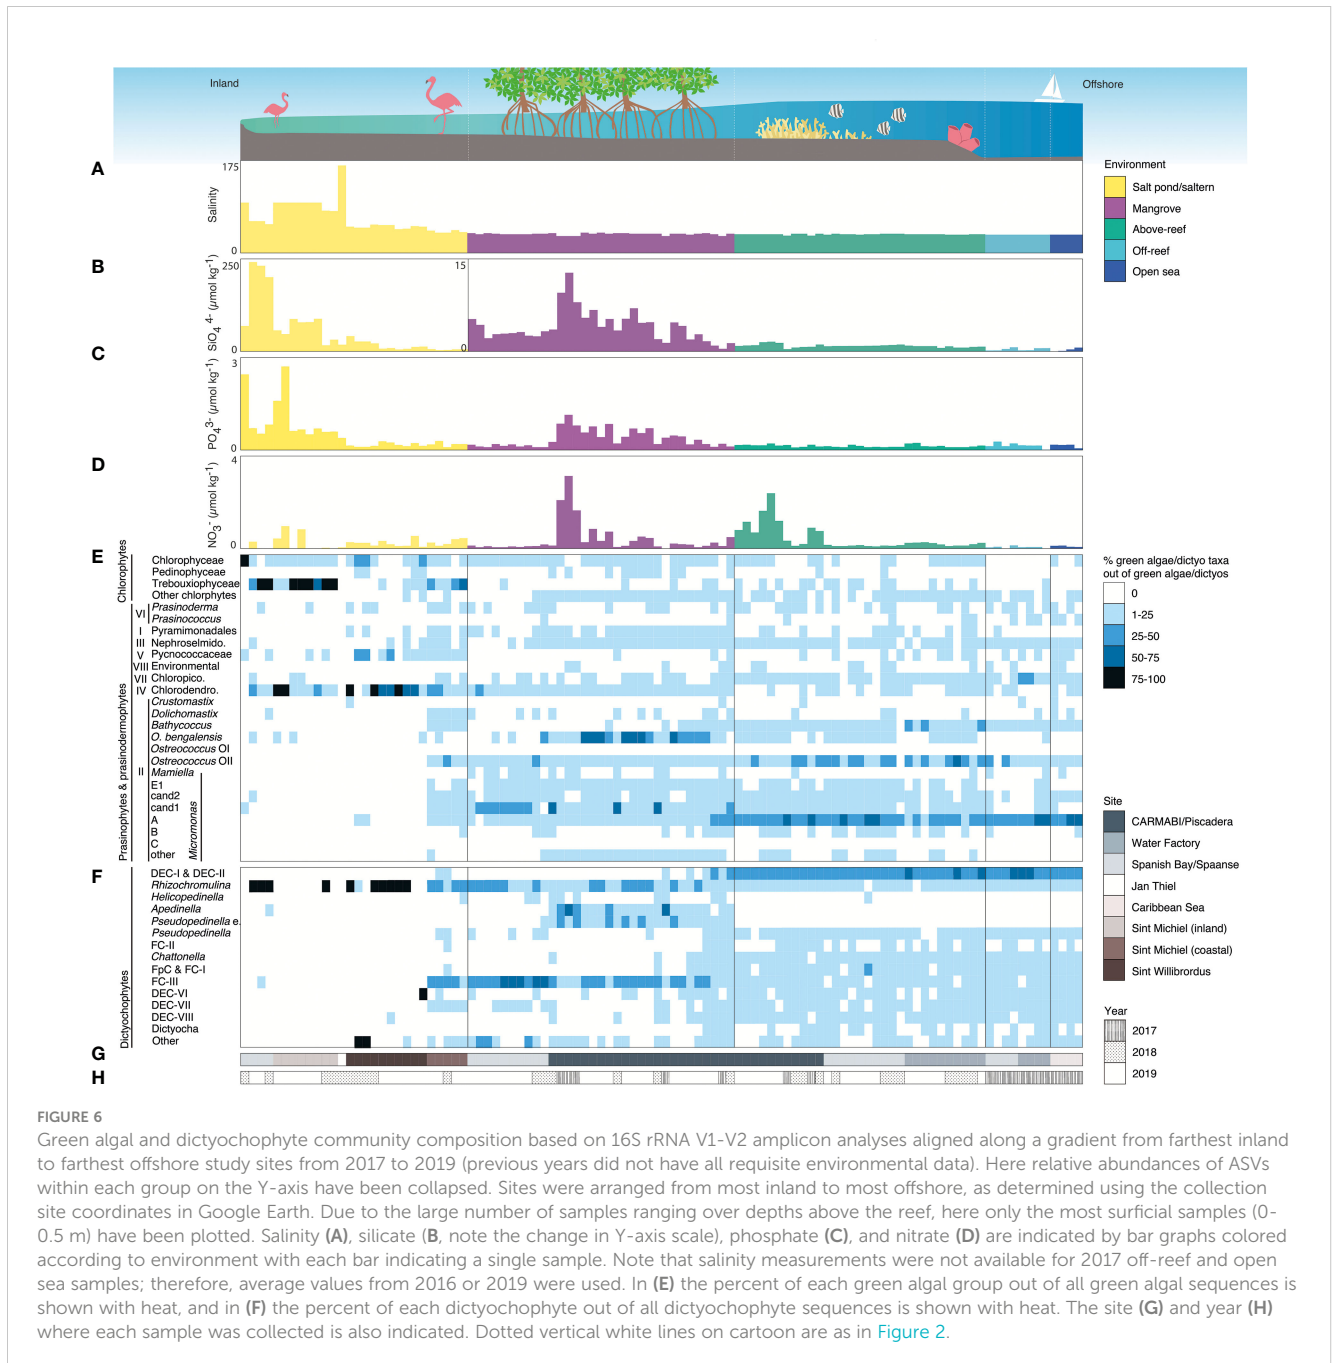 Inland
Offshore
A
175
Salinity
0
Environment
Salt pond/saltern
Mangrove
Above-reef
Off-reef
Open sea
B
250
15
SiO4 4- (µmol kg-1)
0
0
C
3
PO4 3- (µmol kg-1)
0
D
4
NO3- (µmol kg-1)
0
E
Chlorophytes
Chlorophyceae
Pedinophyceae
Trebouxiophyceae
Other chlorphytes
Prasinophytes & prasinodermophytes
VI
Prasinoderma
Prasinococcus
I Pyramimonadales
III Nephroselmido.
V Pycnococcaceae
VIII Environmental
VII Chloropico.
IV Chlorodendro.
Crustomastix
Dolichomastix
Bathycoccus
O. bengalensis
Ostreococcus OI
Ostreococcus OII
II Mamiella
E1
cand2
cand1
A
B
C
other
Micromonas
% green algae/dictyo taxa
out of green algae/dictyos
0
1-25
25-50
50-75
75-100
F
Dictyochophytes
DEC-I & DEC-II
Rhizochromulina
Helicopedinella
Apedinella
Pseudopedinella e.
Pseudopedinella
FC-II
Chattonella
FpC & FC-I
FC-III
DEC-VI
DEC-VII
DEC-VIII
Dictyocha
Other
Site
CARMABI/Piscadera
Water Factory
Spanish Bay/Spaanse
Jan Thiel
Caribbean Sea
Sint Michiel (inland)
Sint Michiel (coastal)
Sint Willibrordus
G
H
Year
2017
2018
2019
FIGURE 6
Green algal and dictyochophyte community composition based on 16S rRNA V1-V2 amplicon analyses aligned along a gradient from farthest inland
to farthest offshore study sites from 2017 to 2019 (previous years did not have all requisite environmental data). Here relative abundances of ASVs
within each group on the Y-axis have been collapsed. Sites were arranged from most inland to most offshore, as determined using the collection
site coordinates in Google Earth. Due to the large number of samples ranging over depths above the reef, here only the most surficial samples (0-
0.5 m) have been plotted. Salinity (A), silicate (B, note the change in Y-axis scale), phosphate (C), and nitrate (D) are indicated by bar graphs colored
according to environment with each bar indicating a single sample. Note that salinity measurements were not available for 2017 off-reef and open
sea samples; therefore, average values from 2016 or 2019 were used. In (E) the percent of each green algal group out of all green algal sequences is
shown with heat, and in (F) the percent of each dictyochophyte out of all dictyochophyte sequences is shown with heat. The site (G) and year (H)
where each sample was collected is also indicated. Dotted vertical white lines on cartoon are as in Figure 2.